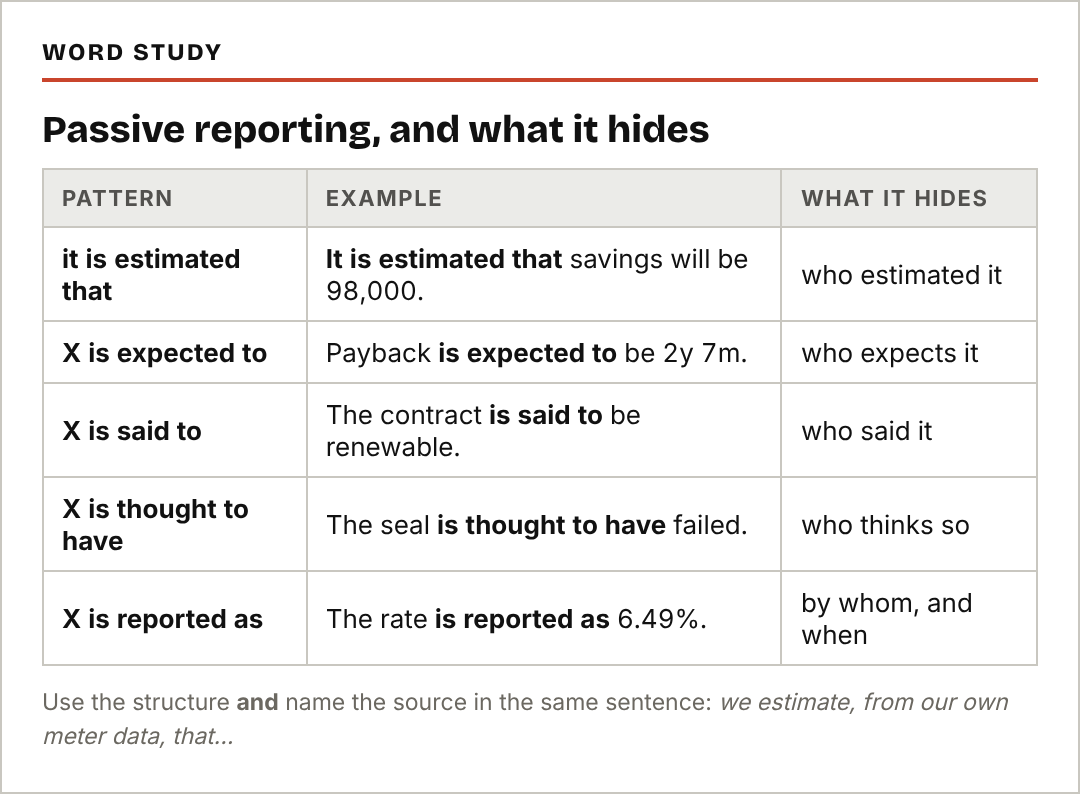 WORD STUDY
Passive reporting, and what it hides
PATTERN EXAMPLE WHAT IT HIDES
it is estimated that
It is estimated that savings will be 98,000.
who estimated it
X is expected to
Payback is expected to be 2y 7m.
who expects it
X is said to
The contract is said to be renewable.
who said it
X is thought to have
The seal is thought to have failed.
who thinks so
X is reported as
The rate is reported as 6.49%.
by whom, and when
Use the structure and name the source in the same sentence: we estimate, from our own
meter data, that...